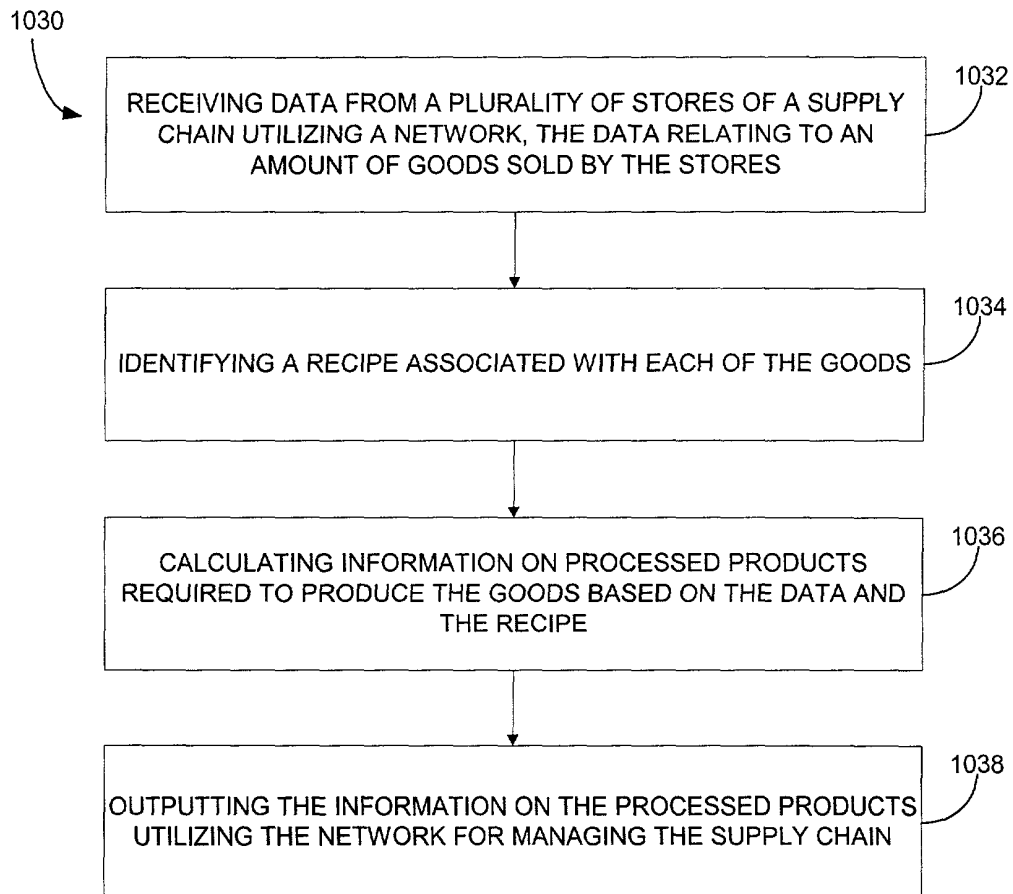 1030
1032
RECEIVING DATA FROM A PLURALITY OF STORES OF A SUPPLY
CHAIN UTILIZING A NETWORK, THE DATA RELATING TO AN
AMOUNT OF GOODS SOLD BY THE STORES
1034
IDENTIFYING A RECIPE ASSOCIATED WITH EACH OF THE GOODS
1036
CALCULATING INFORMATION ON PROCESSED PRODUCTS
REQUIRED TO PRODUCE THE GOODS BASED ON THE DATA AND
THE RECIPE
1038
OUTPUTTING THE INFORMATION ON THE PROCESSED PRODUCTS
UTILIZING THE NETWORK FOR MANAGING THE SUPPLY CHAIN